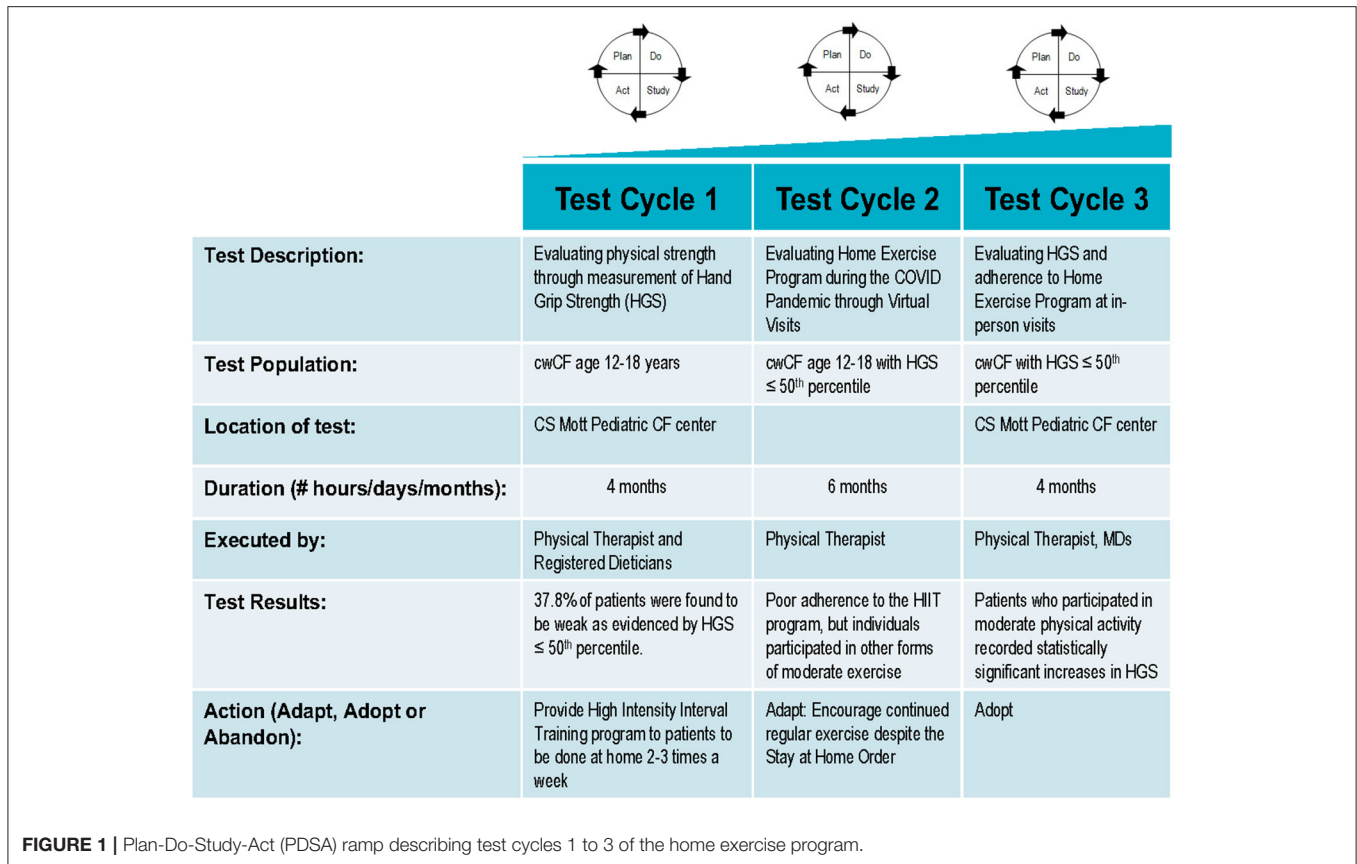 Plan Do
Act Study
Plan Do
Act Study
Plan Do
Act Study
Test Cycle 1 Test Cycle 2 Test Cycle 3
Test Description:
Evaluating physical strength
through measurement of Hand
Grip Strength (HGS)
Evaluating Home Exercise
Program during the COVID
Pandemic through Virtual
Visits
Evaluating HGS and
adherence to Home
Exercise Program at in-
person visits
Test Population:
cwCF age 12-18 years
cwCF age 12-18 with HGS
≤ 50th percentile
cwCF with HGS ≤ 50th
percentile
Location of test:
CS Mott Pediatric CF center
CS Mott Pediatric CF center
Duration (# hours/days/months):
4 months
6 months
4 months
Executed by:
Physical Therapist and
Registered Dieticians
Physical Therapist
Physical Therapist, MDs
Test Results:
37.8% of patients were found to
be weak as evidenced by HGS
≤ 50th percentile.
Poor adherence to the HIIT
program, but individuals
participated in other forms
of moderate exercise
Patients who participated in
moderate physical activity
recorded statistically
significant increases in HGS
Action (Adapt, Adopt or
Abandon):
Provide High Intensity Interval
Training program to patients to
be done at home 2-3 times a
week
Adapt: Encourage continued
regular exercise despite the
Stay at Home Order
Adopt
FIGURE 1 | Plan-Do-Study-Act (PDSA) ramp describing test cycles 1 to 3 of the home exercise program.